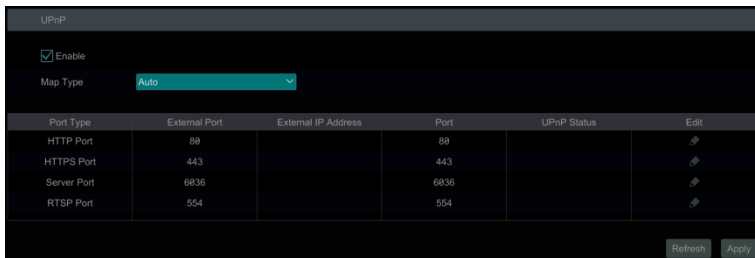 UPnP
Enable
Map Type Auto
Port Type External Port External IP Address Port UPnP Status Edit
HTTP Port 80 80
HTTPS Port 443 443
Server Port 6036 6036
RTSP Port 554 554
Refresh Apply